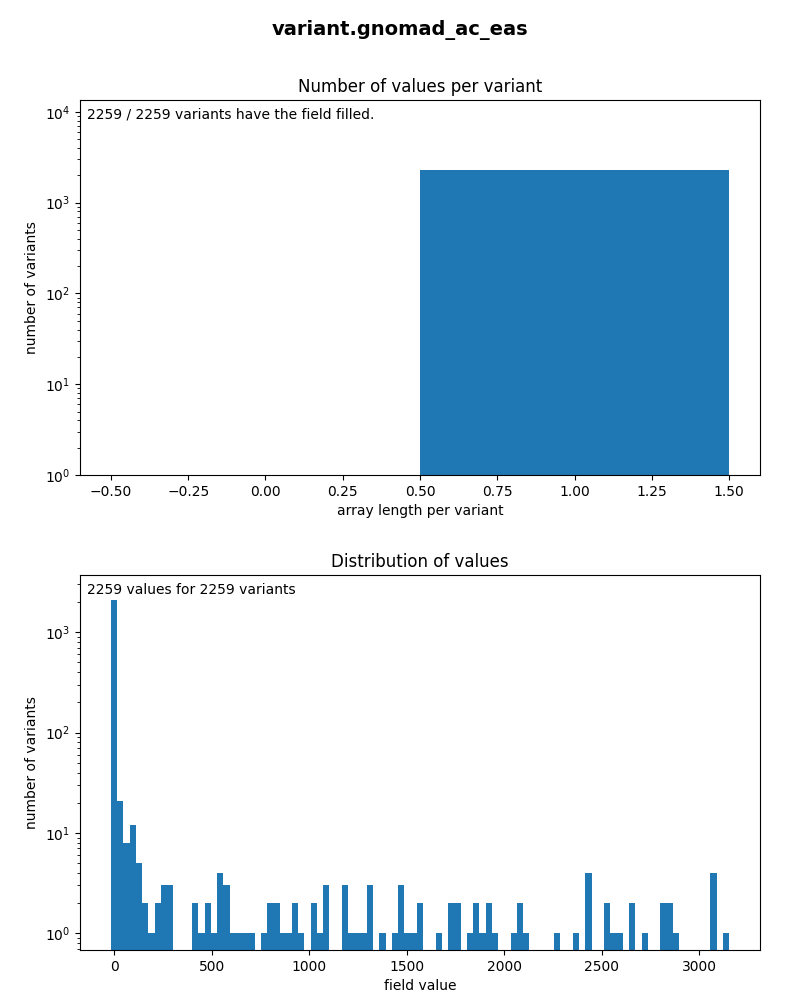 variant.gnomad_ac_eas
Number of values per variant
2259 / 2259 variants have the field filled.
10⁴
10³
10²
10¹
10⁰
number of variants
−0.50 −0.25 0.00 0.25 0.50 0.75 1.00 1.25 1.50
array length per variant
Distribution of values
2259 values for 2259 variants
10³
10²
10¹
10⁰
number of variants
0 500 1000 1500 2000 2500 3000
field value